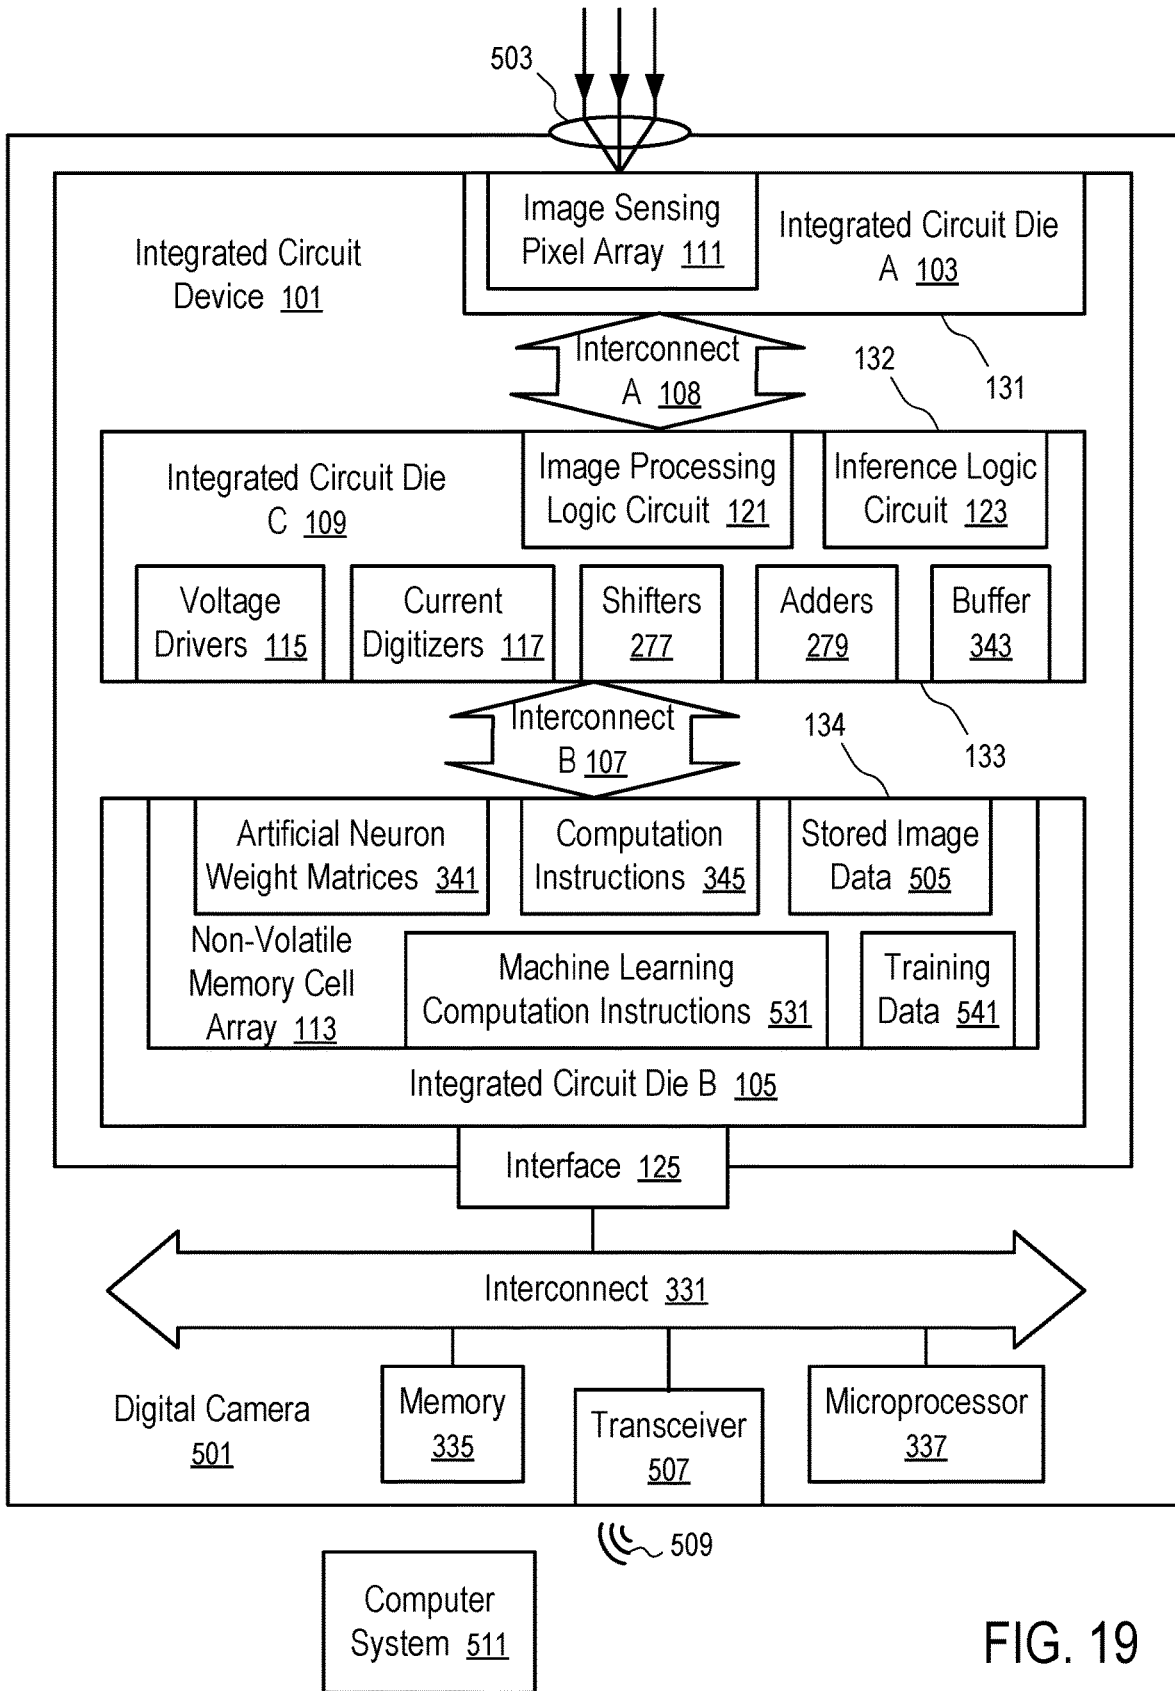 503
Image Sensing
Pixel Array 111
Integrated Circuit Die
A 103
Integrated Circuit
Device 101
Interconnect
A 108
132
131
Integrated Circuit Die
C 109
Image Processing
Logic Circuit 121
Inference Logic
Circuit 123
Voltage
Drivers 115
Current
Digitizers 117
Shifters
277
Adders
279
Buffer
343
Interconnect
B 107
134
133
Artificial Neuron
Weight Matrices 341
Computation
Instructions 345
Stored Image
Data 505
Non-Volatile
Memory Cell
Array 113
Machine Learning
Computation Instructions 531
Training
Data 541
Integrated Circuit Die B 105
Interface 125
Interconnect 331
Digital Camera
501
Memory
335
Transceiver
507
Microprocessor
337
509
Computer
System 511
FIG. 19